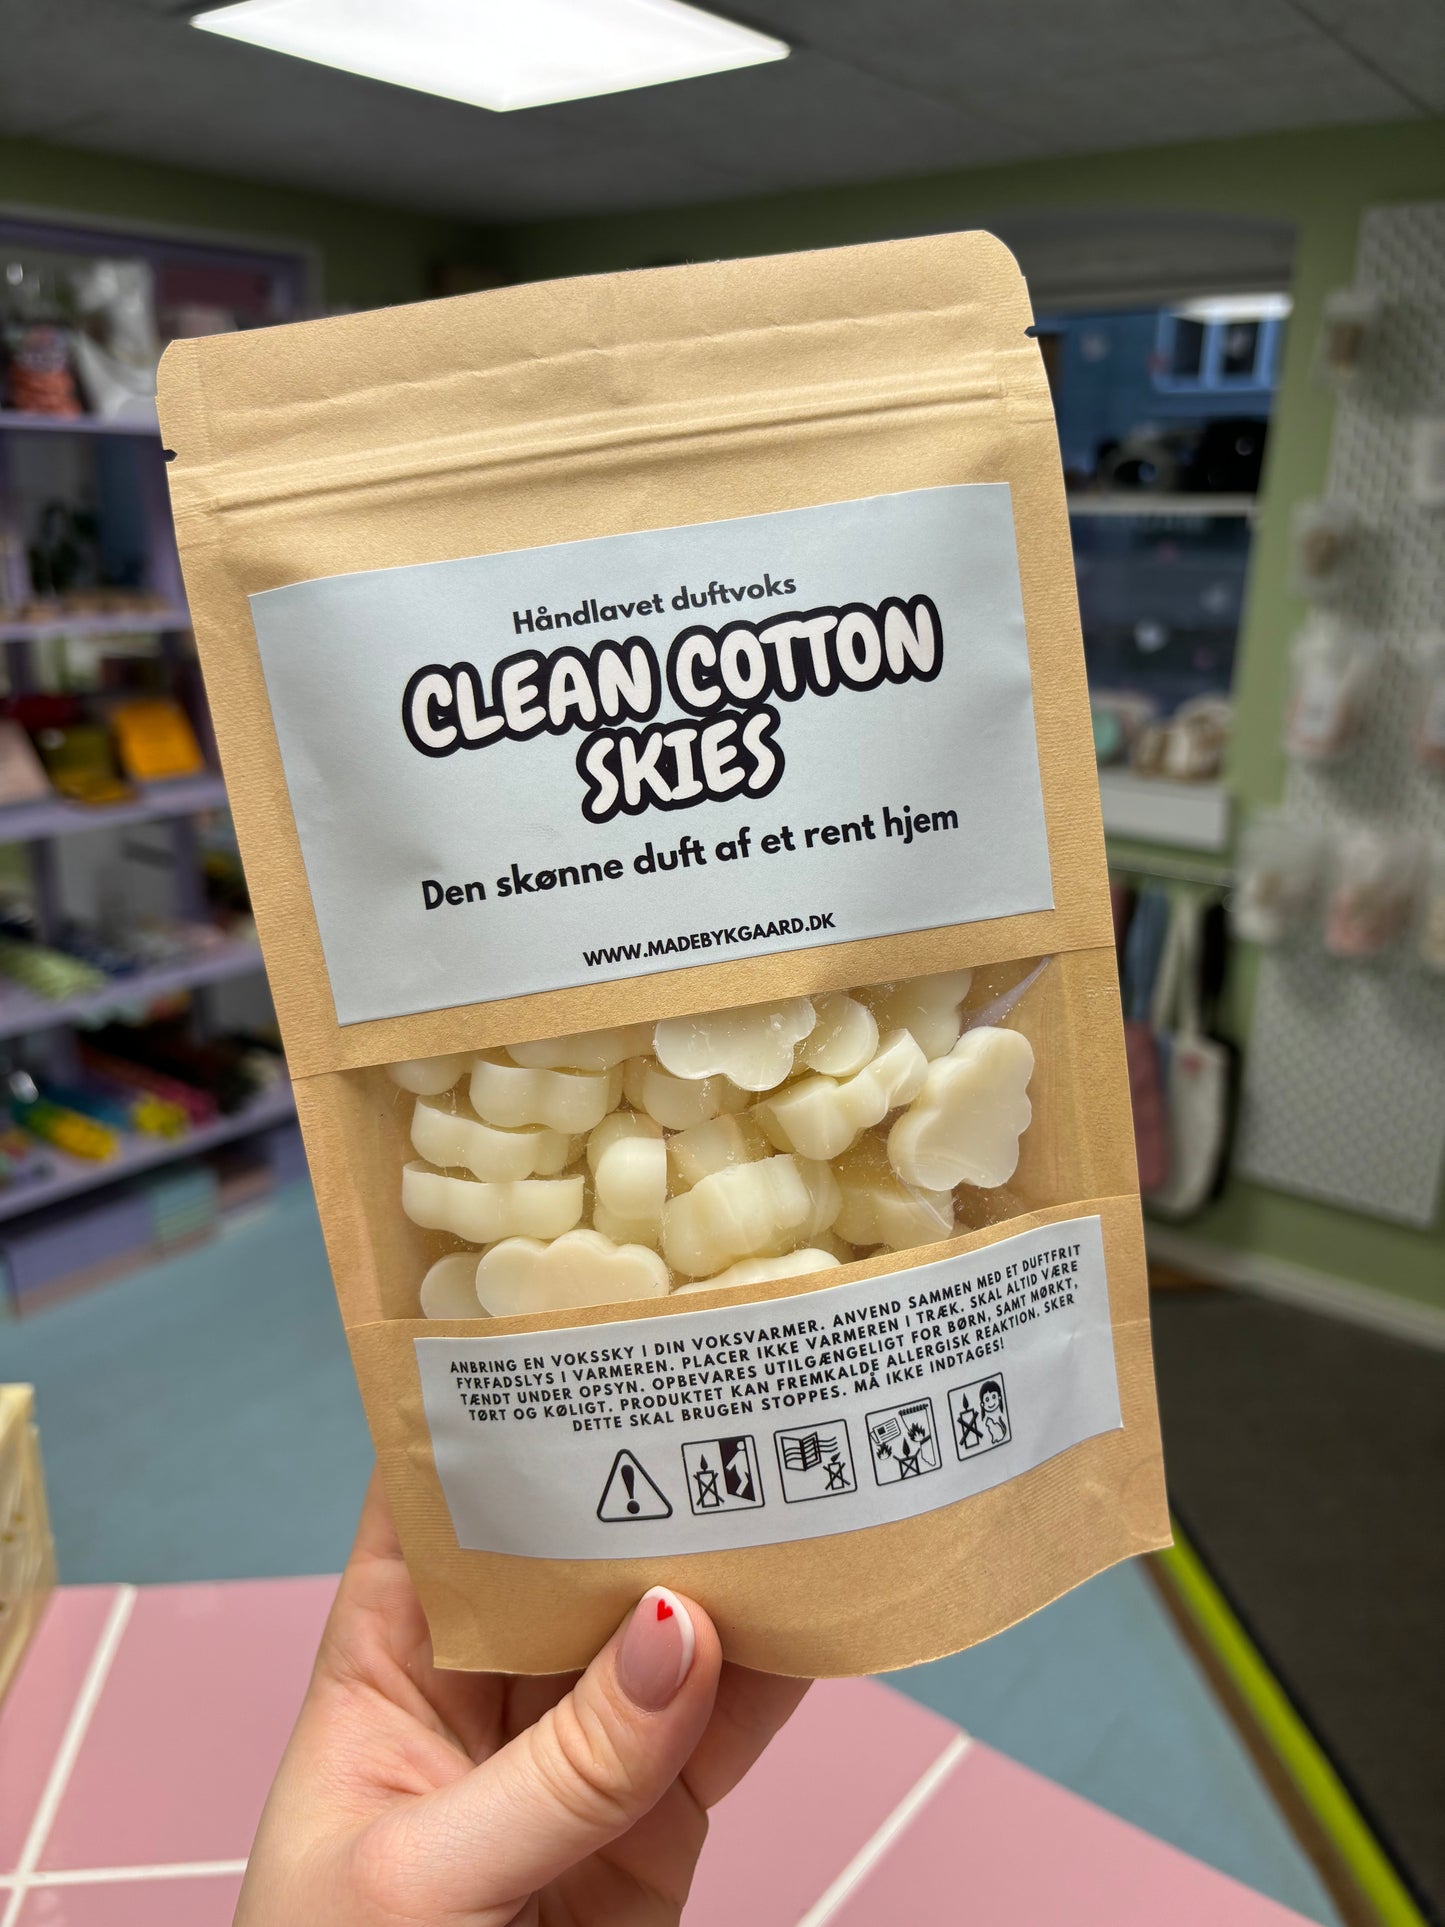 Håndlavet duftvoks
CLEAN COTTON
SKIES
Den skønne duft af et rent hjem
WWW.MADEBYKGAARD.DK
ANBRING EN VOKSSKY I DIN VOKSVARMER. ANVEND SAMMEN MED ET DUFTFRIT
FYRFADSLYS I VARMEREN. PLACER IKKE VARMEREN I TRÆK. SKAL ALTID VÆRE
TÆNDT UNDER OPSYN. OPBEVARES UTILGÆNGELIGT FOR BØRN, SAMT MØRKT,
TØRT OG KØLIGT. PRODUKTET KAN FREMKALDE ALLERGISK REAKTION. SKER
DETTE SKAL BRUGEN STOPPES. MÅ IKKE INDTAGES!